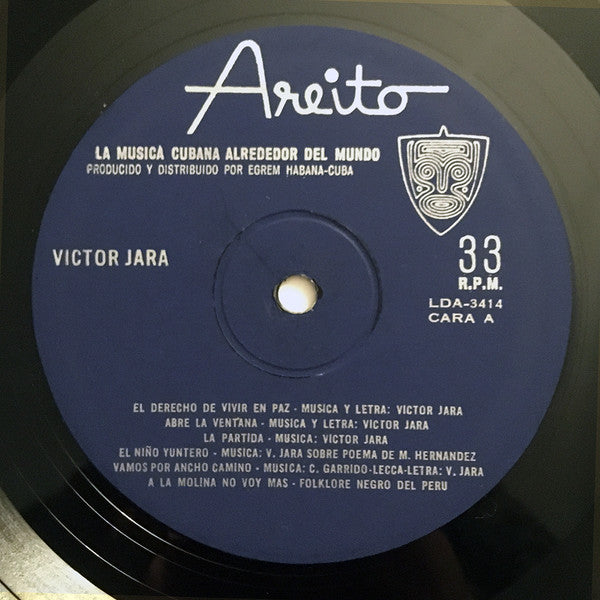 Areito
LA MUSICA CUBANA ALREDEDOR DEL MUNDO
PRODUCIDO Y DISTRIBUIDO POR EGREM HABANA-CUBA
VICTOR JARA
33
R.P.M.
LDA-3414
CARA A
EL DERECHO DE VIVIR EN PAZ - MUSICA Y LETRA: VICTOR JARA
ABRE LA VENTANA - MUSICA Y LETRA: VICTOR JARA
LA PARTIDA - MUSICA: VICTOR JARA
EL NIÑO YUNTERO - MUSICA: V. JARA SOBRE POEMA DE M. HERNANDEZ
VAMOS POR ANCHO CAMINO - MUSICA: C. GARRIDO-LECCA-LETRA: V. JARA
A LA MOLINA NO VOY MAS - FOLKLORE NEGRO DEL PERU